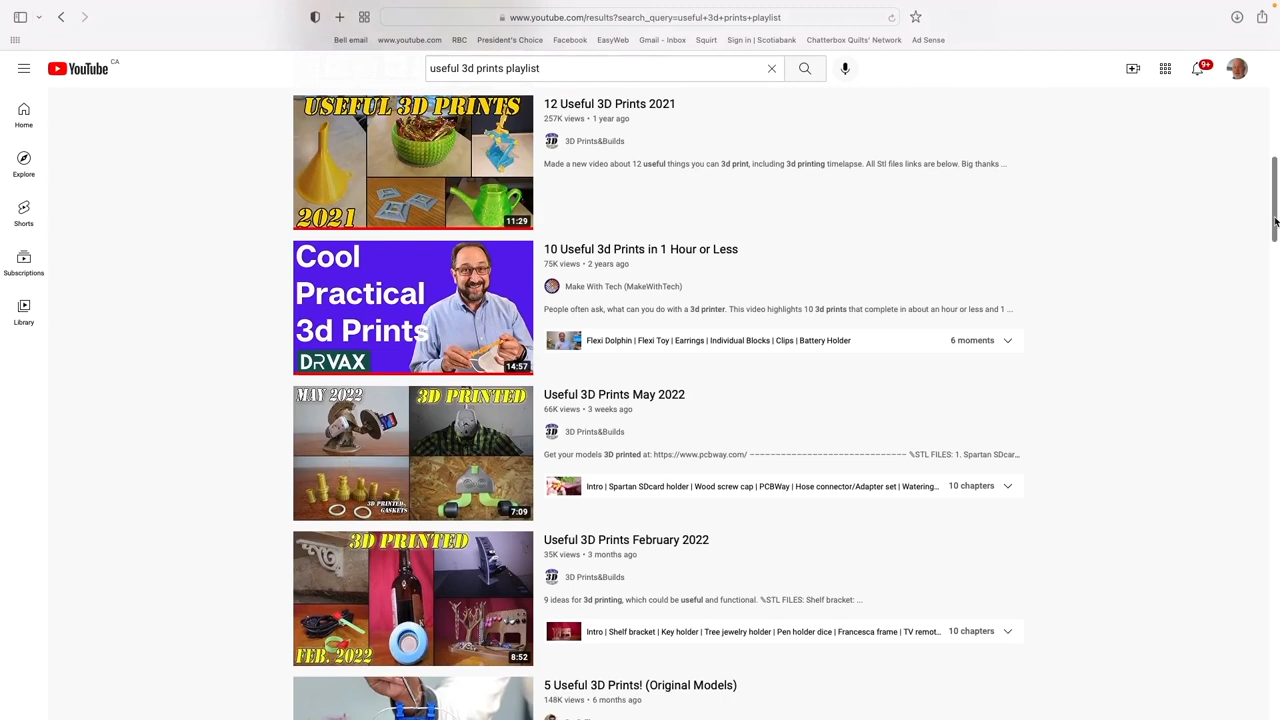 www.youtube.com/results?search_query=useful+3d+prints+playlist
Bell email www.youtube.com RBC President's Choice Facebook EasyWeb Gmail - Inbox Squirt Sign in | Scotiabank Chatterbox Quilts' Network Ad Sense
YouTube CA
useful 3d prints playlist
9+
Home
Explore
Shorts
Subscriptions
Library
USEFUL 3D PRINTS
2021
11:29
12 Useful 3D Prints 2021
257K views • 1 year ago
3D Prints&Builds
Made a new video about 12 useful things you can 3d print, including 3d printing timelapse. All Stl files links are below. Big thanks ...
Cool
Practical
3d Prints
DRVAX
14:57
10 Useful 3d Prints in 1 Hour or Less
75K views • 2 years ago
Make With Tech (MakeWithTech)
People often ask, what can you do with a 3d printer. This video highlights 10 3d prints that complete in about an hour or less and 1 ...
Flexi Dolphin | Flexi Toy | Earrings | Individual Blocks | Clips | Battery Holder
6 moments
MAY 2022
3D PRINTED
3D PRINTED
GASKETS
7:09
Useful 3D Prints May 2022
66K views • 3 weeks ago
3D Prints&Builds
Get your models 3D printed at: https://www.pcbway.com/ ~~~~~~~~~~~~~~~~~~~~~~~~~~~~~ %STL FILES: 1. Spartan SDcar...
Intro | Spartan SDcard holder | Wood screw cap | PCBWay | Hose connector/Adapter set | Watering...
10 chapters
3D PRINTED
FEB. 2022
8:52
Useful 3D Prints February 2022
35K views • 3 months ago
3D Prints&Builds
9 ideas for 3d printing, which could be useful and functional. %STL FILES: Shelf bracket: ...
Intro | Shelf bracket | Key holder | Tree jewelry holder | Pen holder dice | Francesca frame | TV remot...
10 chapters
5 Useful 3D Prints! (Original Models)
148K views • 6 months ago